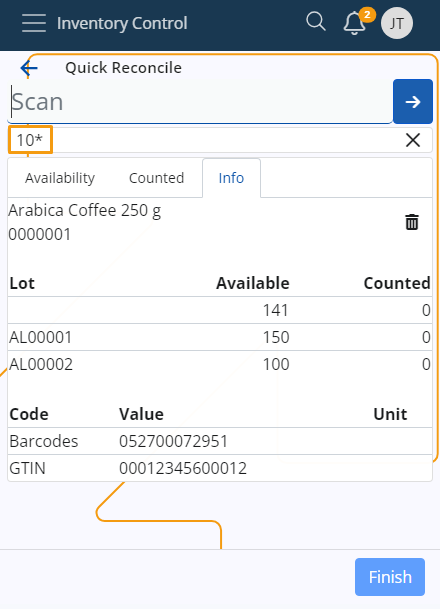 Inventory Control 2 JT
Quick Reconcile
Scan
10*
Availability Counted Info
Arabica Coffee 250 g
0000001
Lot Available Counted
141 0
AL00001 150 0
AL00002 100 0
Code Value Unit
Barcodes 052700072951
GTIN 00012345600012
Finish